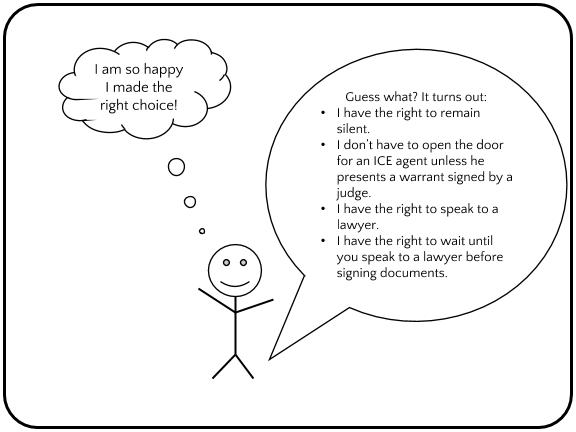 I am so happy
I made the
right choice!
Guess what? It turns out:
• I have the right to remain
silent.
• I don't have to open the door
for an ICE agent unless he
presents a warrant signed by a
judge.
• I have the right to speak to a
lawyer.
• I have the right to wait until
you speak to a lawyer before
signing documents.